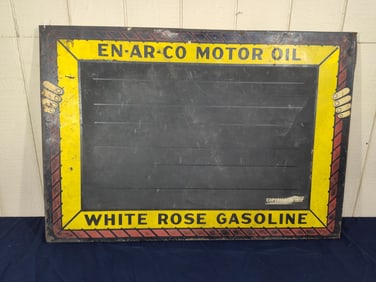 EN-AR-CO MOTOR OIL
WHITE ROSE GASOLINE